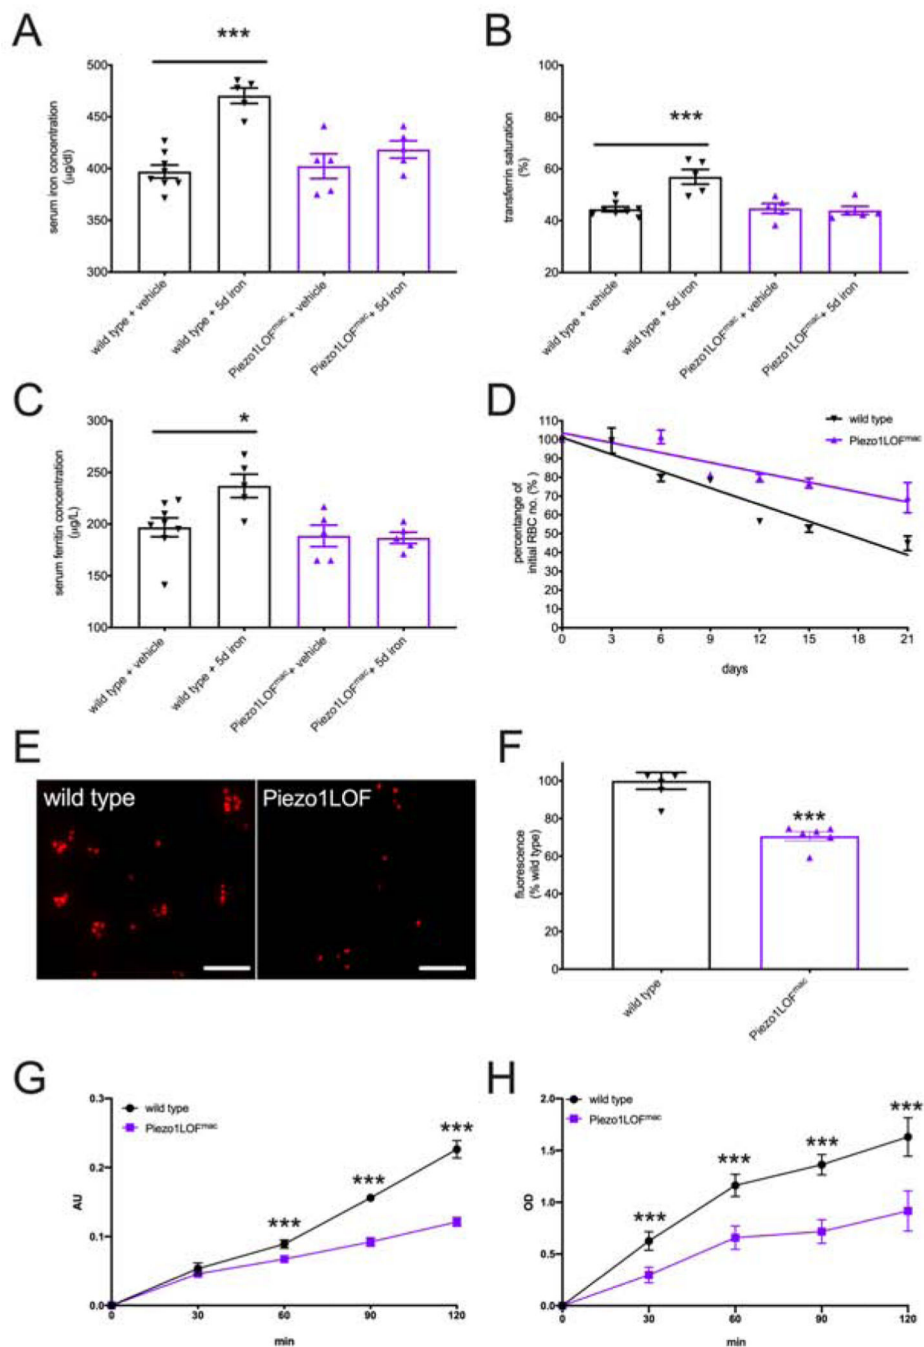 A
***
500
450
400
350
300
serum iron concentration
(µg/dl)
wild type + vehicle
wild type + 5d iron
Piezo1LOFmac + vehicle
Piezo1LOFmac + 5d iron
B
***
100
80
60
40
20
transferrin saturation
(%)
wild type + vehicle
wild type + 5d iron
Piezo1LOFmac + vehicle
Piezo1LOFmac + 5d iron
C
*
300
250
200
150
100
serum ferritin concentration
(µg/L)
wild type + vehicle
wild type + 5d iron
Piezo1LOFmac + vehicle
Piezo1LOFmac + 5d iron
D
wild type
Piezo1LOFmac
110
100
90
80
70
60
50
40
30
20
10
0
percentange of
initial RBC no. (%)
0 3 6 9 12 15 18 21
days
E
wild type
Piezo1LOF
F
***
100
80
60
40
20
0
fluorescence
(% wild type)
wild type
Piezo1LOFmac
G
wild type
Piezo1LOFmac
0.3
0.2
0.1
0.0
AU
*** *** ***
0 30 60 90 120
min
H
wild type
Piezo1LOFmac
2.0
1.5
1.0
0.5
0.0
OD
*** *** *** ***
0 30 60 90 120
min